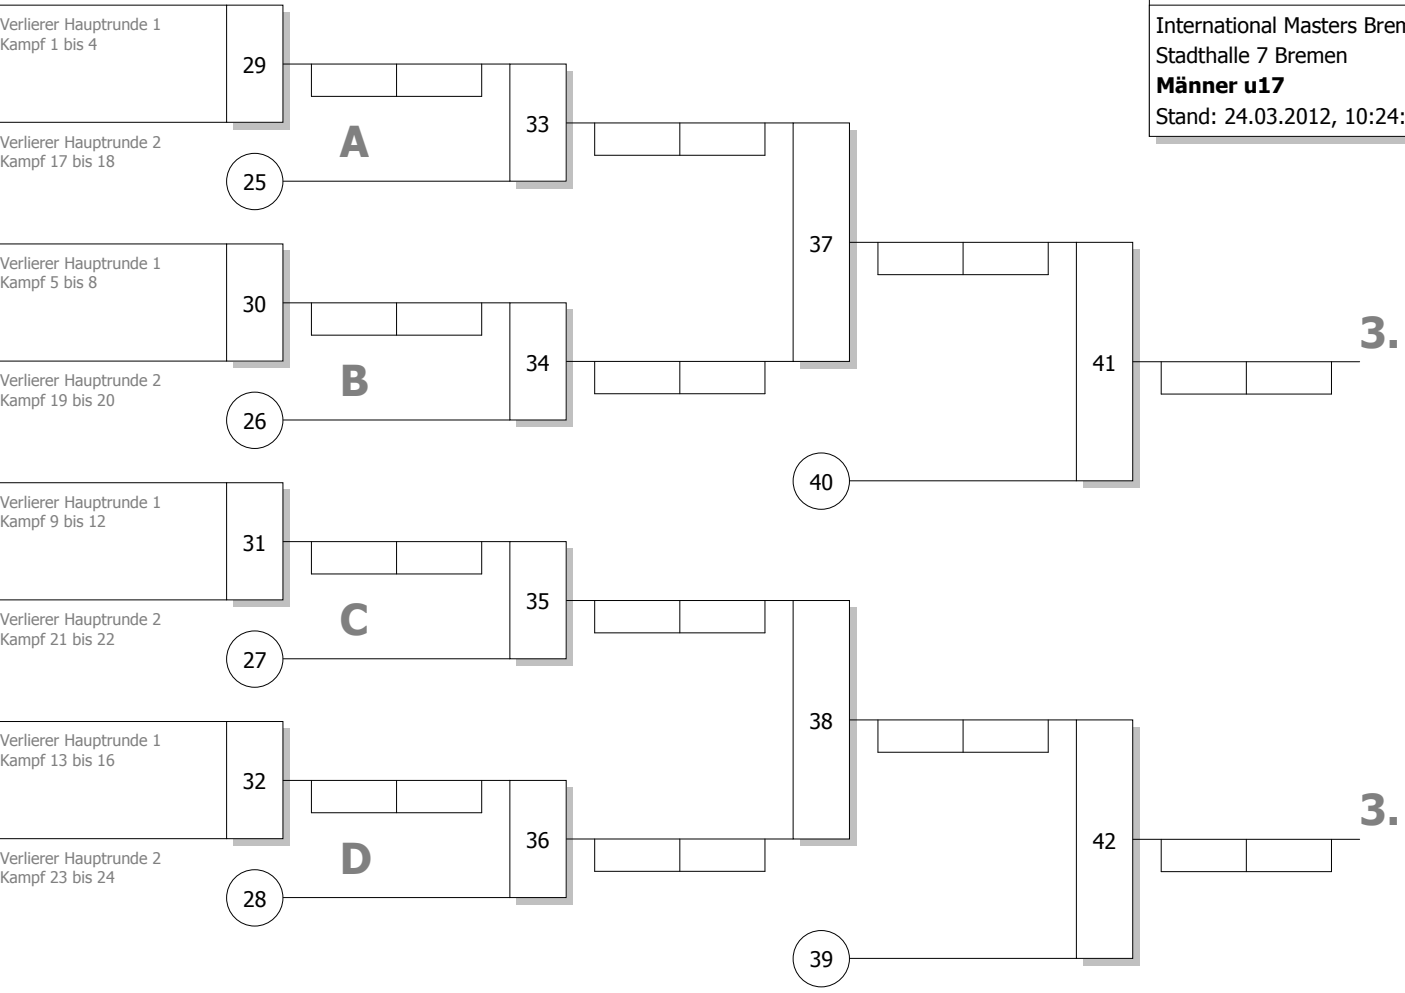 International Masters Brem
Stadthalle 7 Bremen
Männer u17
Stand: 24.03.2012, 10:24:
Verlierer Hauptrunde 1
Kampf 1 bis 4
29
33
A
Verlierer Hauptrunde 2
Kampf 17 bis 18
25
37
Verlierer Hauptrunde 1
Kampf 5 bis 8
30
3.
34
41
B
Verlierer Hauptrunde 2
Kampf 19 bis 20
26
40
Verlierer Hauptrunde 1
Kampf 9 bis 12
31
35
C
Verlierer Hauptrunde 2
Kampf 21 bis 22
27
38
Verlierer Hauptrunde 1
Kampf 13 bis 16
32
3.
36
42
D
Verlierer Hauptrunde 2
Kampf 23 bis 24
28
39